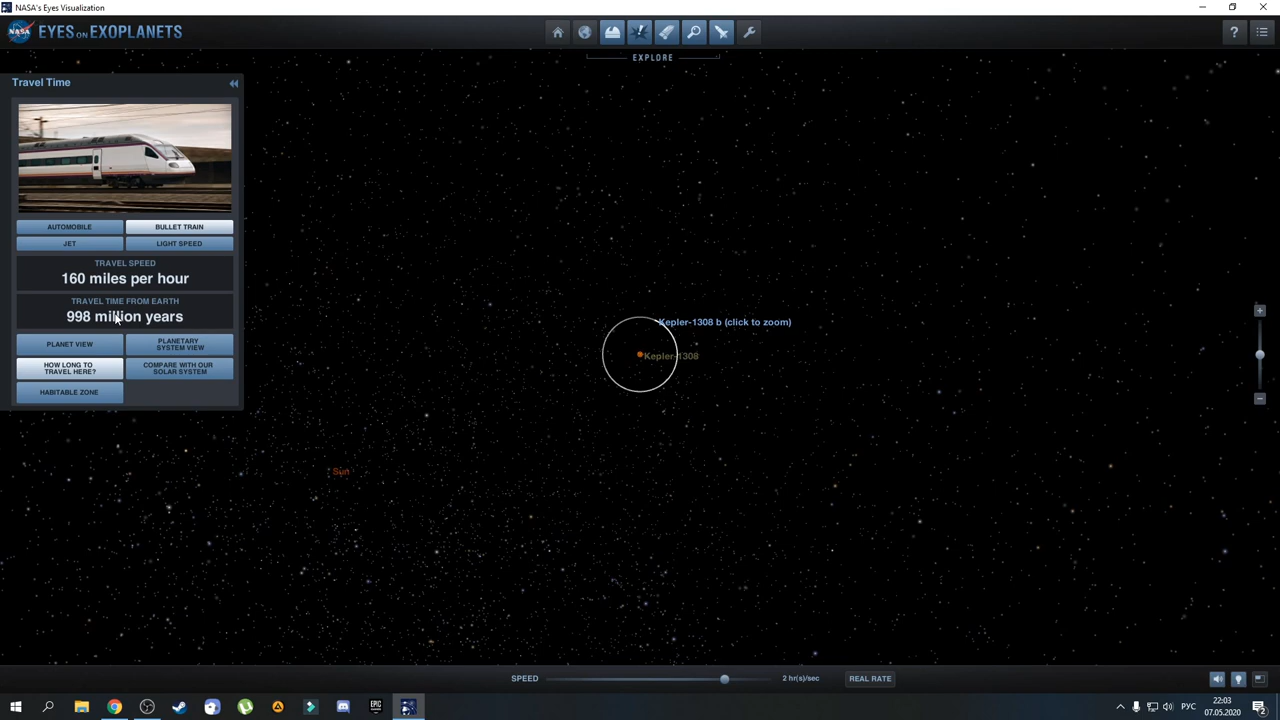 NASA's Eyes Visualization
NASA EYES ON EXOPLANETS
?
EXPLORE
Travel Time
AUTOMOBILE
BULLET TRAIN
JET
LIGHT SPEED
TRAVEL SPEED
160 miles per hour
TRAVEL TIME FROM EARTH
998 million years
PLANET VIEW
PLANETARY
SYSTEM VIEW
HOW LONG TO
TRAVEL HERE?
COMPARE WITH OUR
SOLAR SYSTEM
HABITABLE ZONE
Kepler-1308 b (click to zoom)
Kepler-1308
Sun
SPEED
2 hr(s)/sec
REAL RATE
EPIC
РУС
22:03
07.05.2020
2